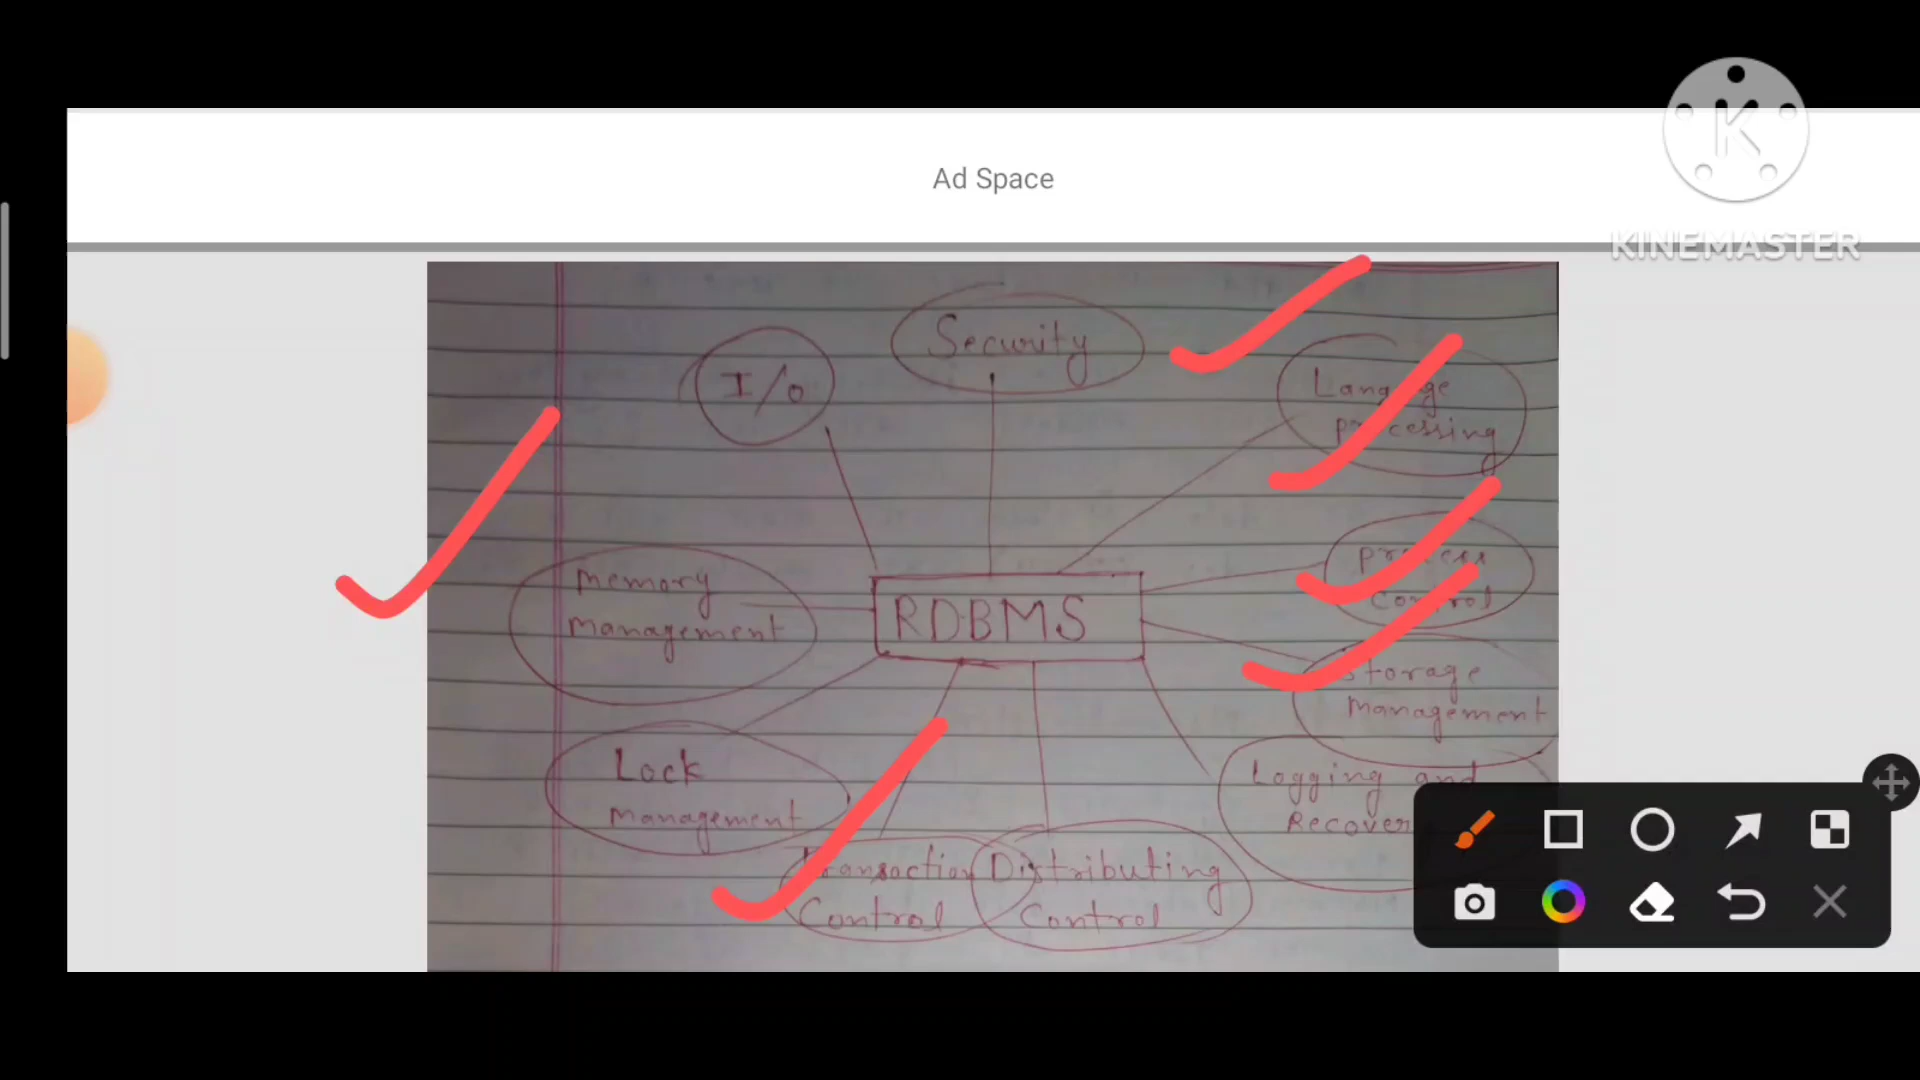 Ad Space
K
KINEMASTER
Security
I/O
Language
processing
process
control
Memory
management
RDBMS
Storage
Management
Lock
management
Logging and
Recover
Transaction
Control
Distributing
Control